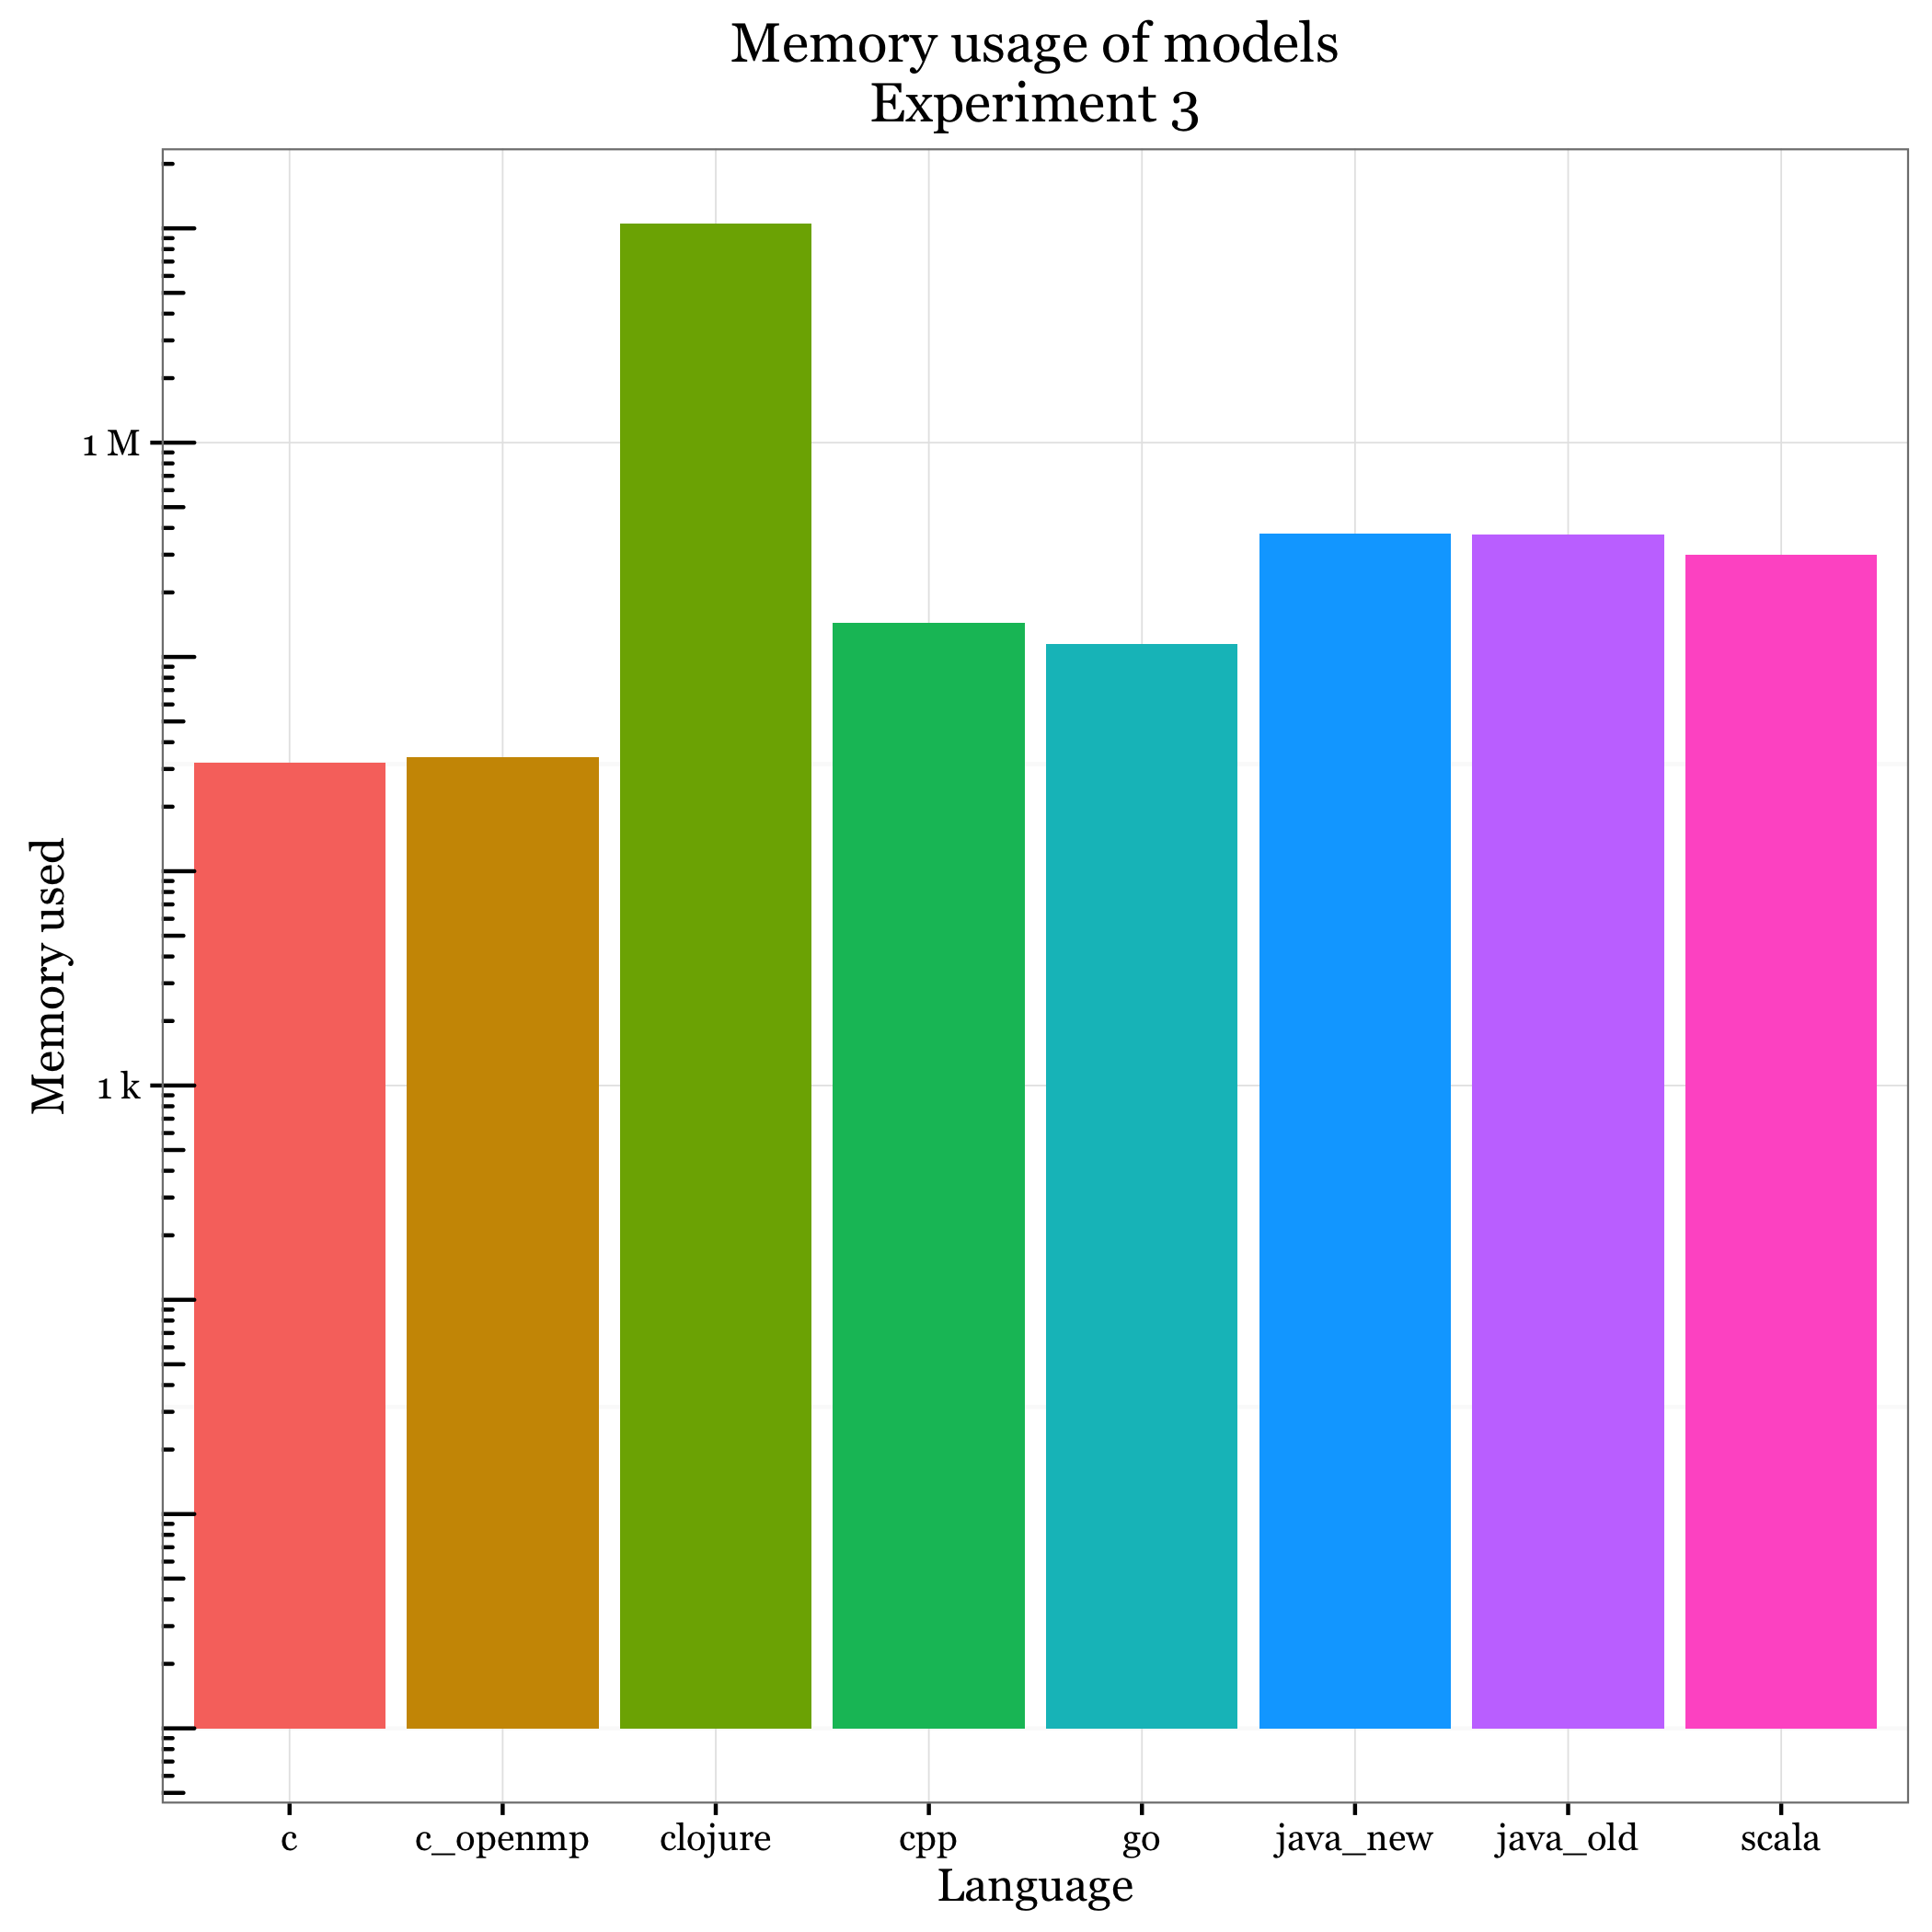 Memory usage of models
Experiment 3
Memory used
1 M
1 k
c c_openmp clojure cpp go java_new java_old scala
Language